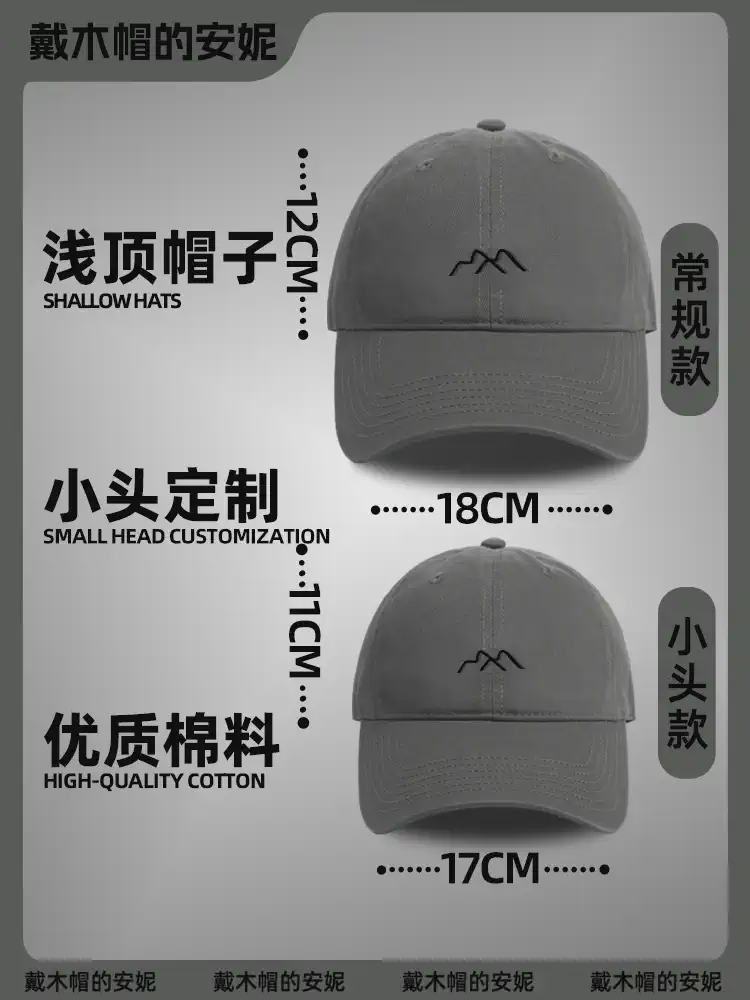 戴木帽的安妮
12CM
浅顶帽子
SHALLOW HATS
常规款
18CM
小头定制
SMALL HEAD CUSTOMIZATION
11CM
小头款
优质棉料
HIGH-QUALITY COTTON
17CM
戴木帽的安妮 戴木帽的安妮 戴木帽的安妮 戴木帽的安妮